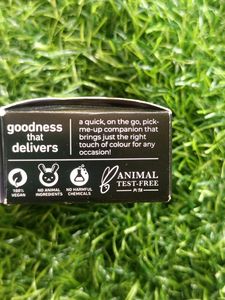 goodness
that
delivers
a quick, on the go, pick-
me-up companion that
brings just the right
touch of colour for any
occasion!
100%
VEGAN
NO ANIMAL
INGREDIENTS
NO HARMFUL
CHEMICALS
ANIMAL
TEST-FREE
PETA